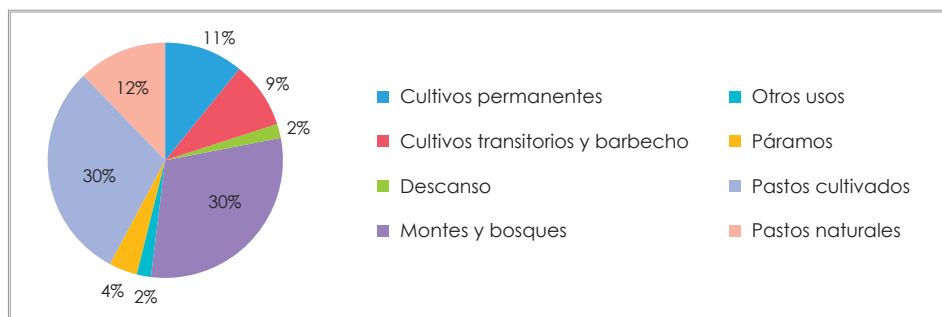 11%
9%
2%
30%
2%
4%
30%
12%
Cultivos permanentes
Cultivos transitorios y barbecho
Descanso
Montes y bosques
Otros usos
Páramos
Pastos cultivados
Pastos naturales